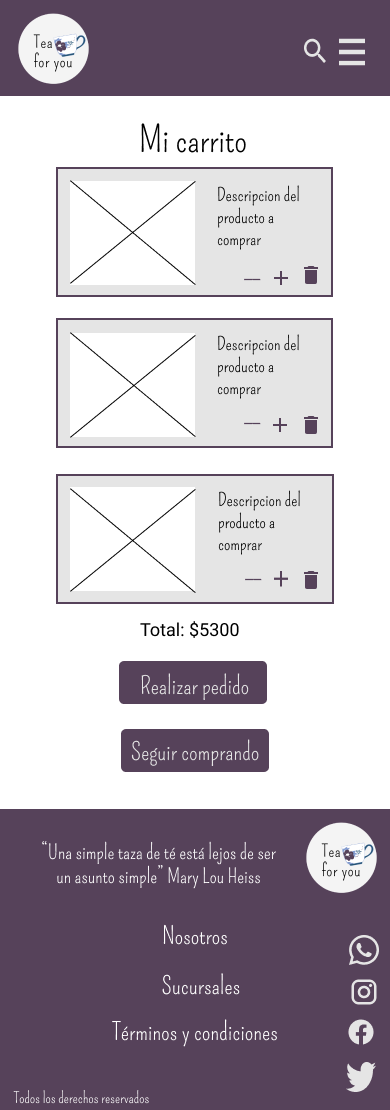 Tea
for you
Mi carrito
Descripcion del
producto a
comprar
Descripcion del
producto a
comprar
Descripcion del
producto a
comprar
Total: $5300
Realizar pedido
Seguir comprando
“Una simple taza de té está lejos de ser
un asunto simple” Mary Lou Heiss
Tea
for you
Nosotros
Sucursales
Términos y condiciones
Todos los derechos reservados